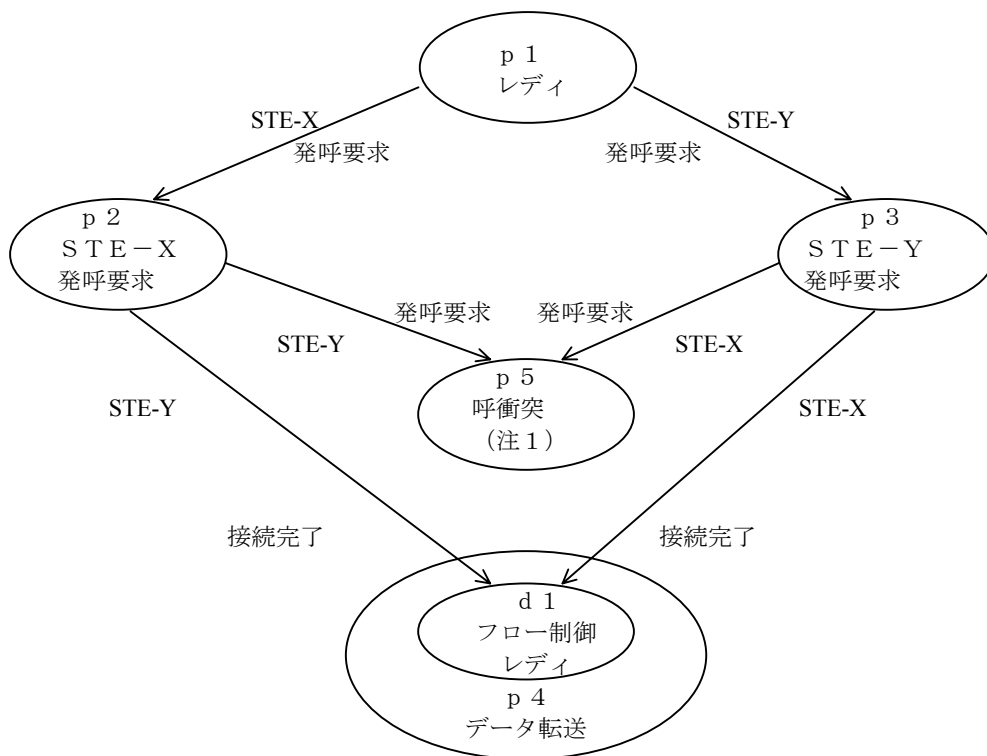 ｐ１
レディ
STE-X
STE-Y
発呼要求
発呼要求
ｐ２
ＳＴＥ－Ｘ
発呼要求
ｐ３
ＳＴＥ－Ｙ
発呼要求
発呼要求
発呼要求
STE-Y
STE-X
ｐ５
呼衝突
（注１）
STE-Y
STE-X
接続完了
接続完了
ｄ１
フロー制御
レディ
ｐ４
データ転送